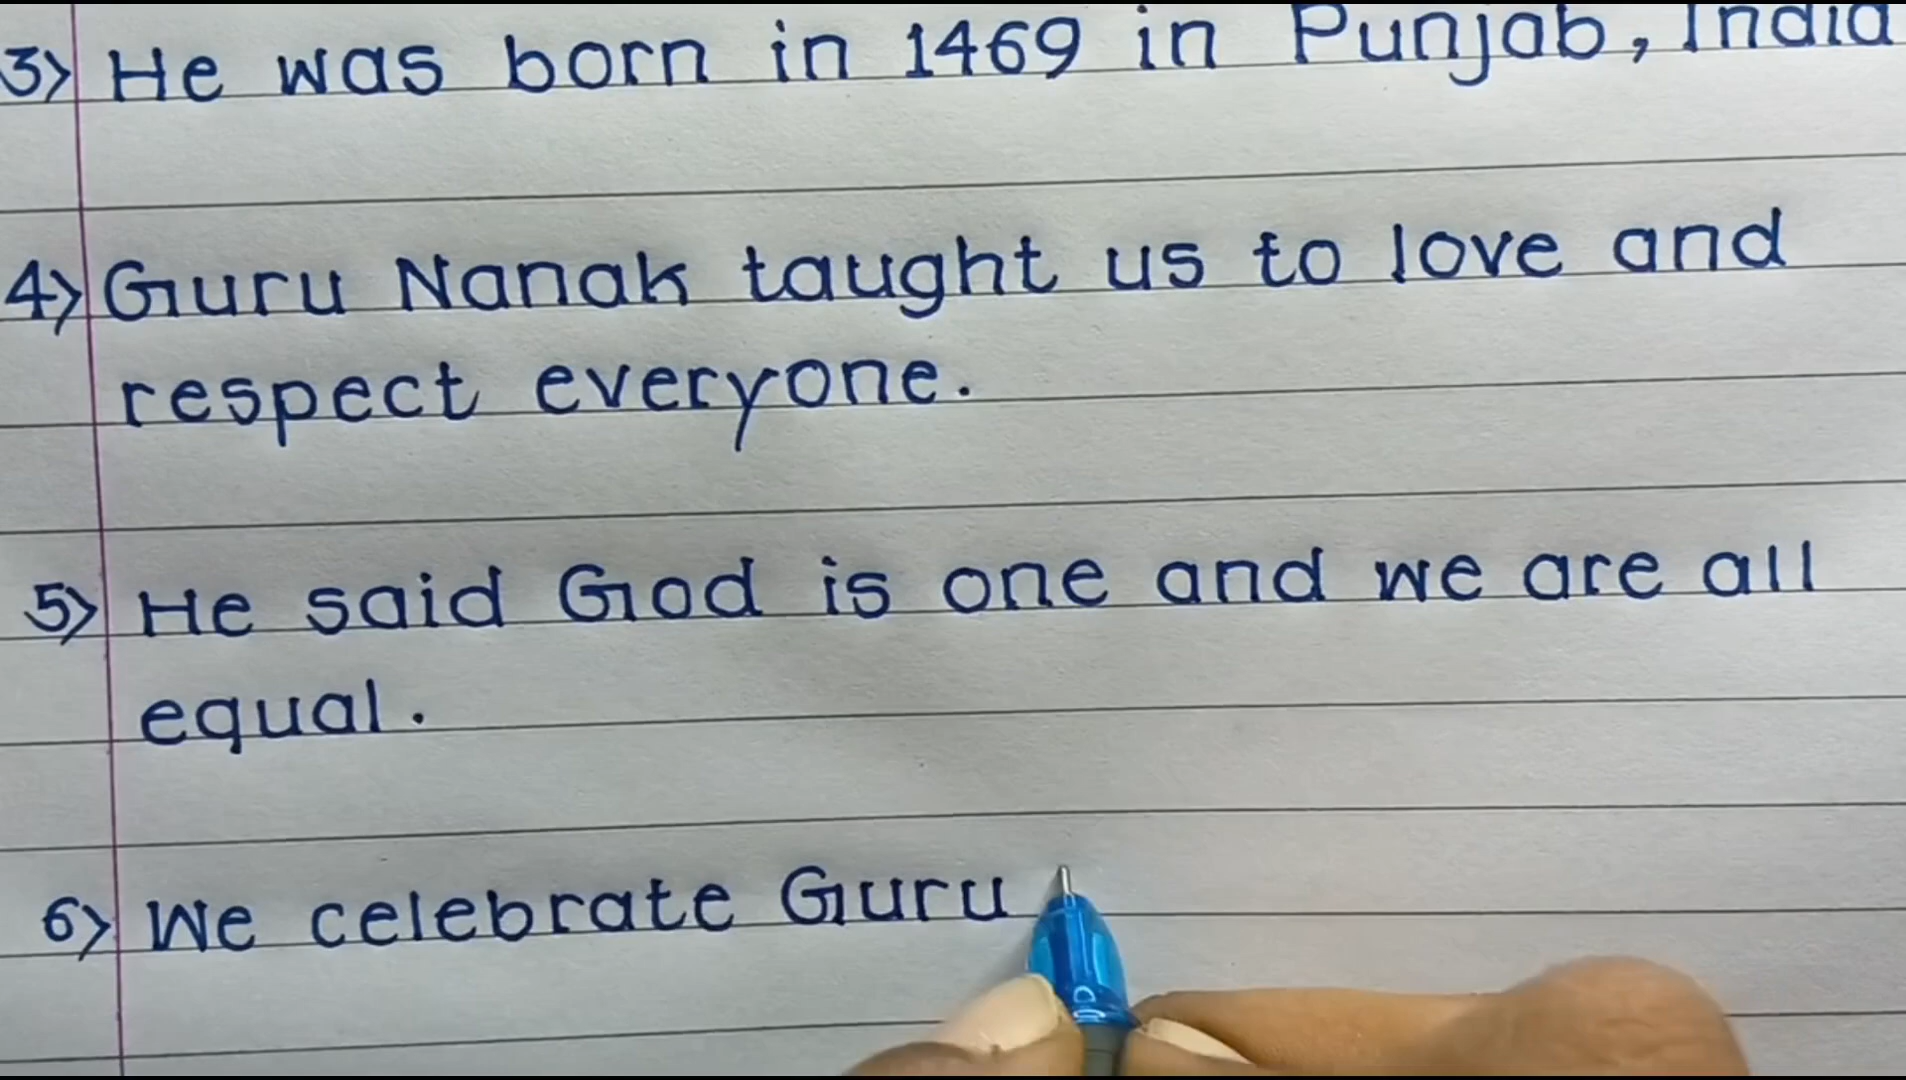 3) He was born in 1469 in Punjab, India
4) Guru Nanak taught us to love and
respect everyone.
5) He said God is one and we are all
equal.
6) We celebrate Guru